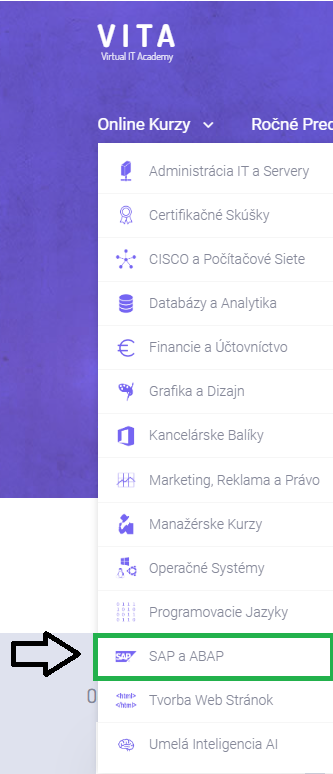 VITA
Virtual IT Academy
Online Kurzy
Ročné Pred
Administrácia IT a Servery
Certifikačné Skúšky
CISCO a Počítačové Siete
Databázy a Analytika
Financie a Účtovníctvo
Grafika a Dizajn
Kancelárske Balíky
Marketing, Reklama a Právo
Manažérske Kurzy
Operačné Systémy
Programovacie Jazyky
SAP SAP a ABAP
0
<html> Tvorba Web Stránok
<html>
Umelá Inteligencia AI